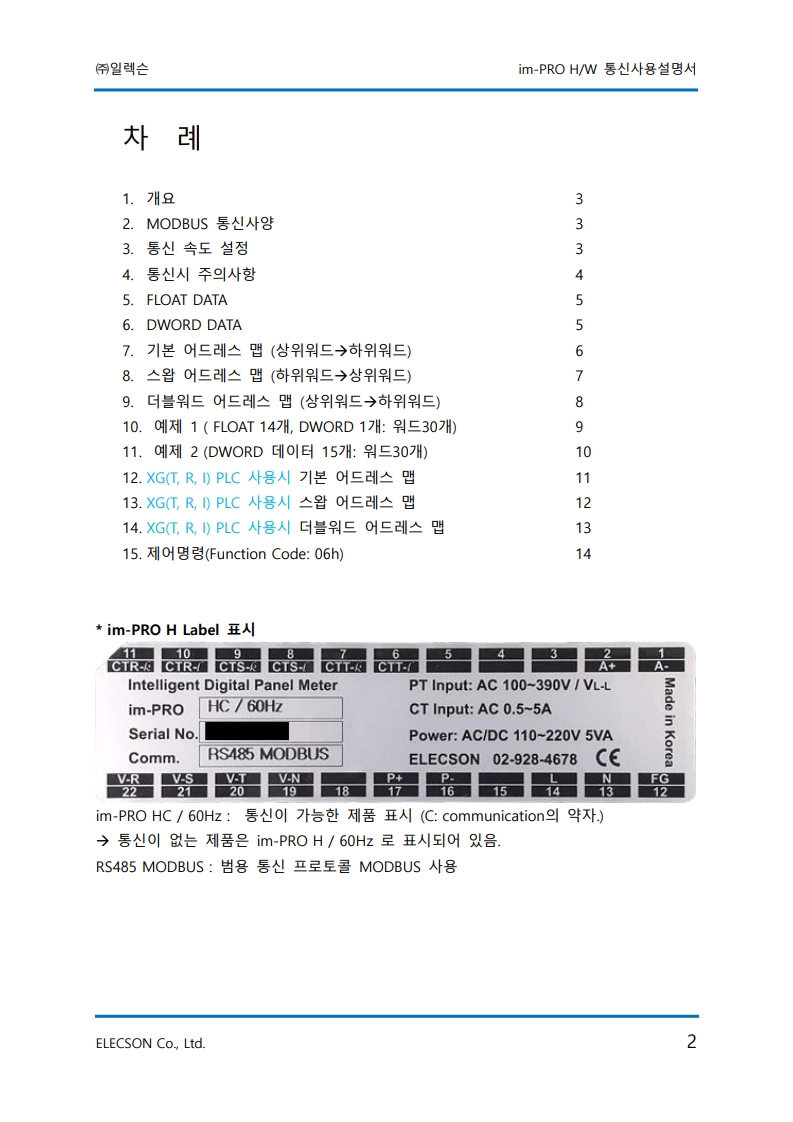 ㈜일렉슨 im-PRO H/W 통신사용설명서
차 례
1. 개요 3
2. MODBUS 통신사양 3
3. 통신 속도 설정 3
4. 통신시 주의사항 4
5. FLOAT DATA 5
6. DWORD DATA 5
7. 기본 어드레스 맵 (상위워드→하위워드) 6
8. 스왑 어드레스 맵 (하위워드→상위워드) 7
9. 더블워드 어드레스 맵 (상위워드→하위워드) 8
10. 예제 1 ( FLOAT 14개, DWORD 1개: 워드30개) 9
11. 예제 2 (DWORD 데이터 15개: 워드30개) 10
12. XG(T, R, I) PLC 사용시 기본 어드레스 맵 11
13. XG(T, R, I) PLC 사용시 스왑 어드레스 맵 12
14. XG(T, R, I) PLC 사용시 더블워드 어드레스 맵 13
15. 제어명령(Function Code: 06h) 14
* im-PRO H Label 표시
11 10 9 8 7 6 5 4 3 2 1
CTR-k CTR-l CTS-k CTS-l CTT-k CTT-l A+ A-
Intelligent Digital Panel Meter PT Input: AC 100~390V / VL-L
im-PRO HC / 60Hz CT Input: AC 0.5~5A
Serial No. Power: AC/DC 110~220V 5VA
Comm. RS485 MODBUS ELECSON 02-928-4678 CE
Made in Korea
V-R V-S V-T V-N P+ P- L N FG
22 21 20 19 18 17 16 15 14 13 12
im-PRO HC / 60Hz : 통신이 가능한 제품 표시 (C: communication의 약자.)
→ 통신이 없는 제품은 im-PRO H / 60Hz 로 표시되어 있음.
RS485 MODBUS : 범용 통신 프로토콜 MODBUS 사용
ELECSON Co., Ltd. 2